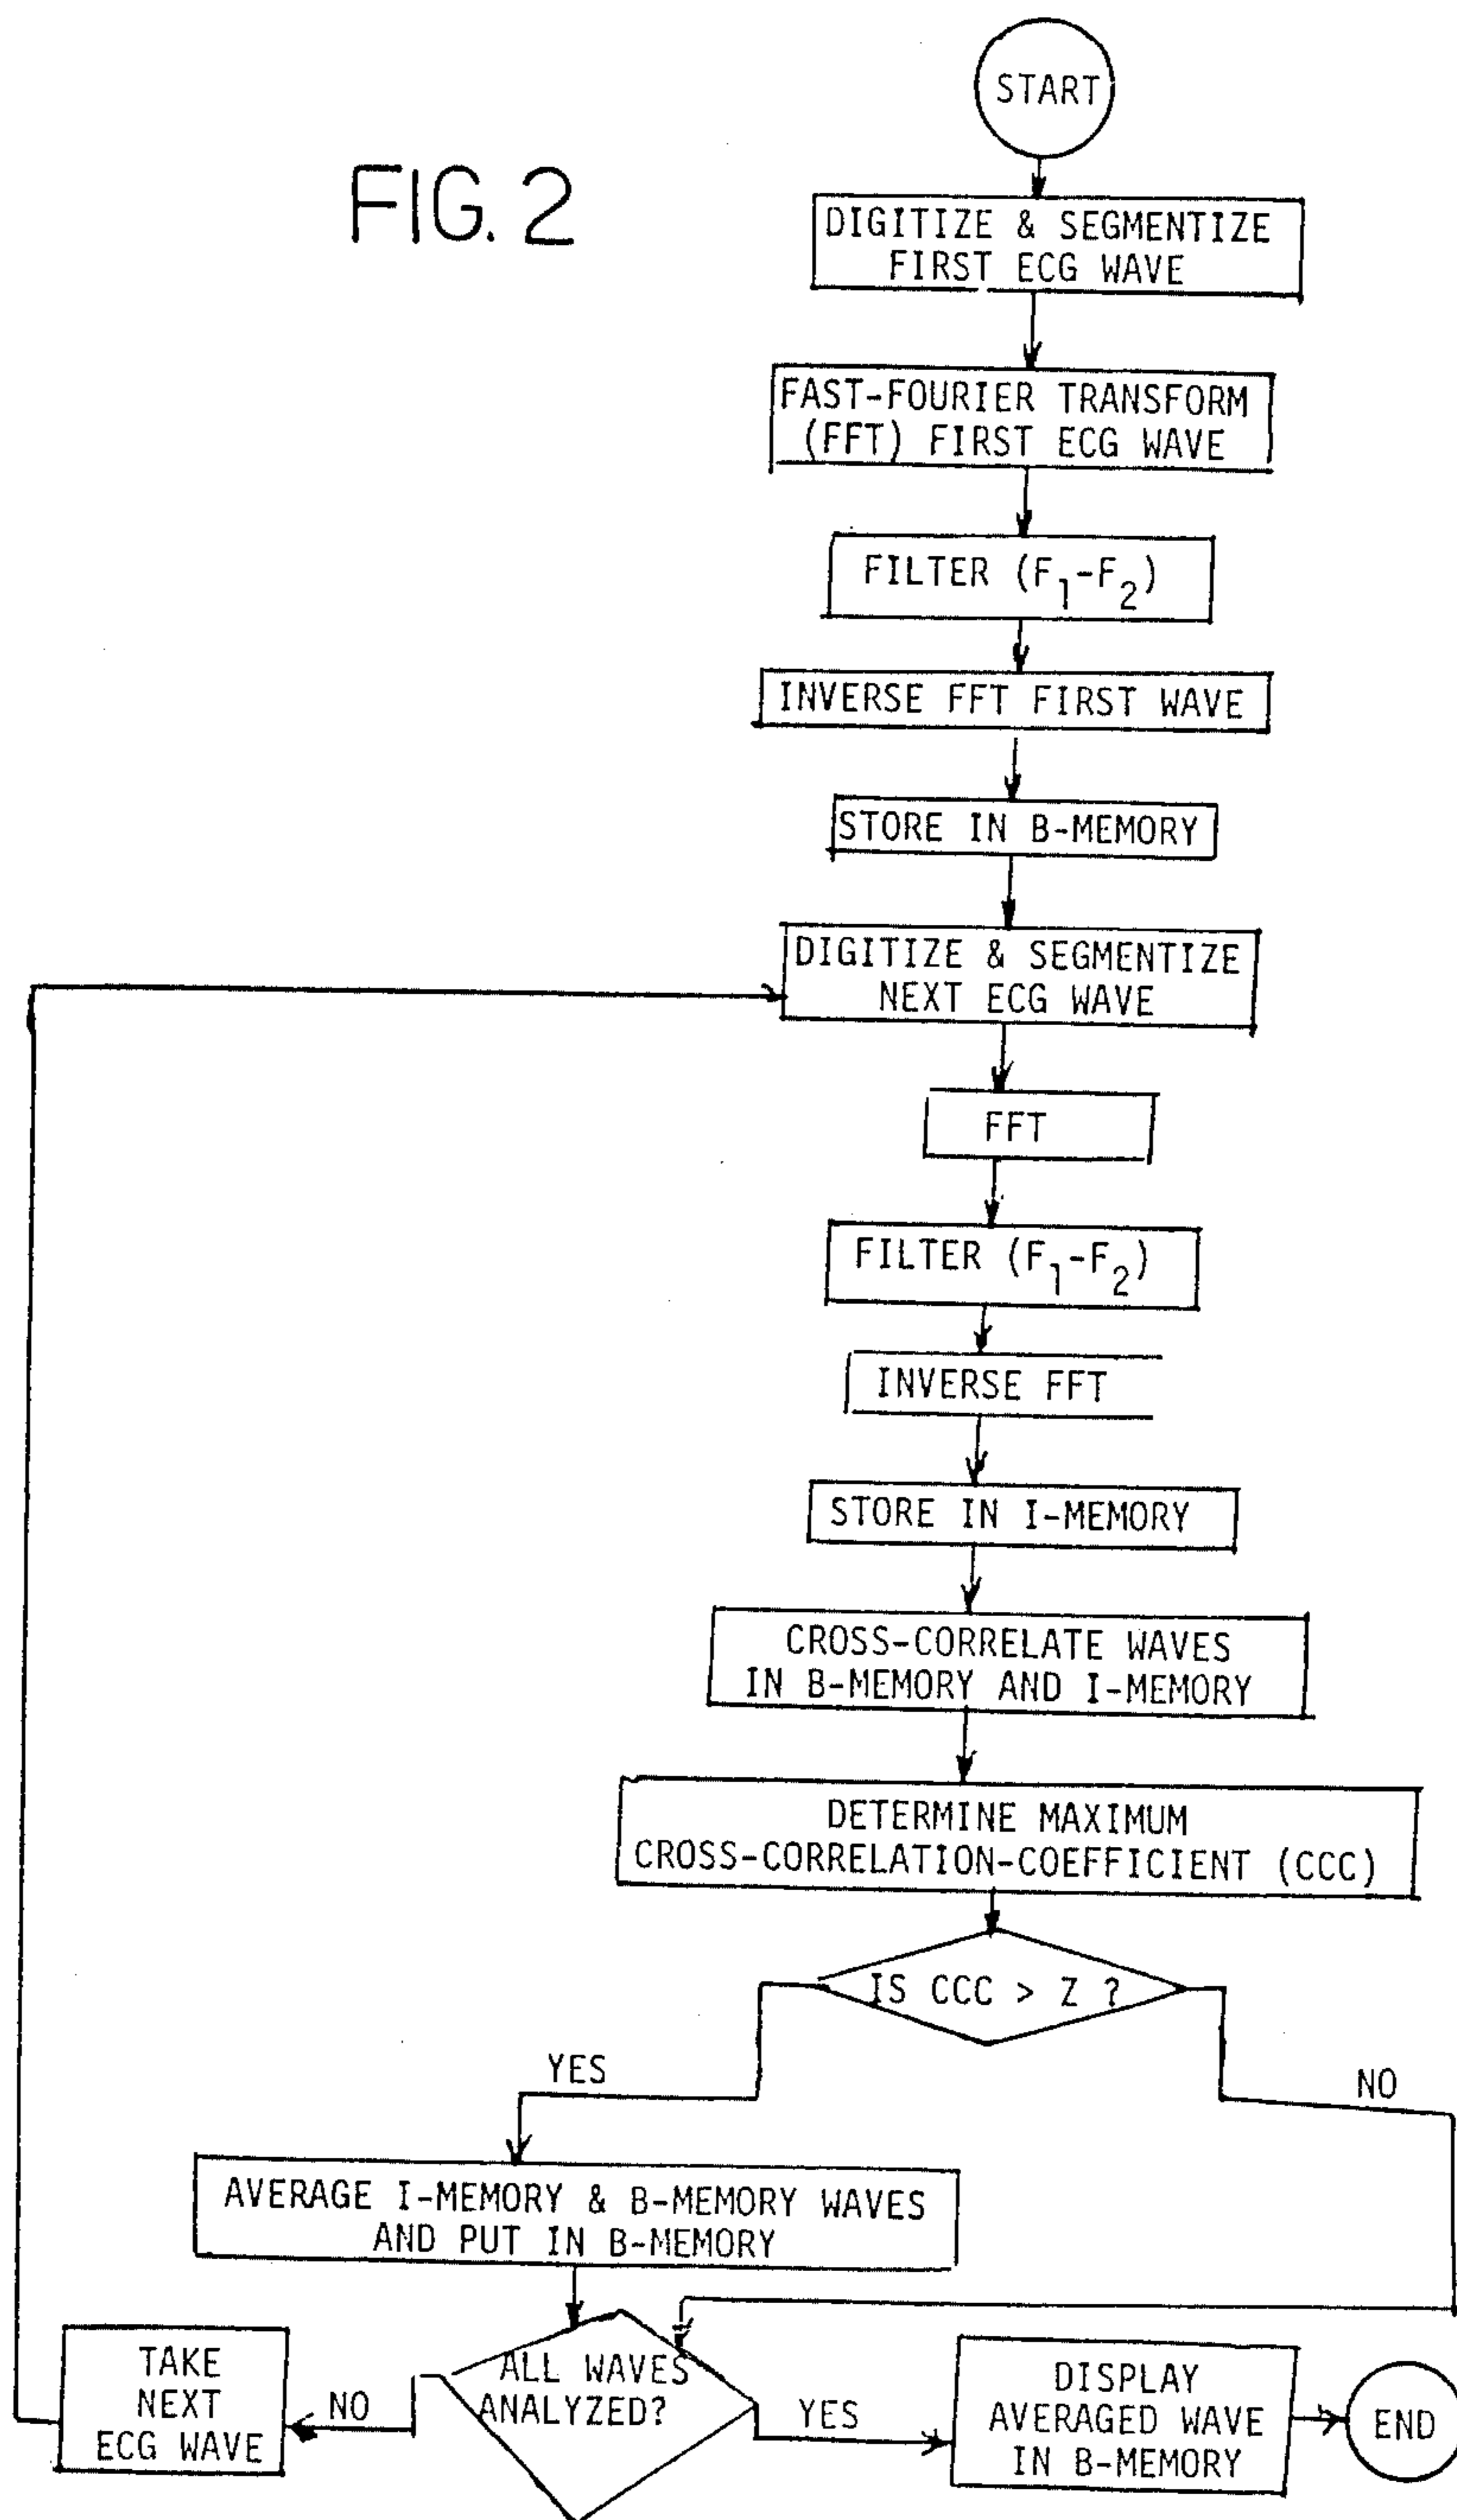 START
FIG. 2
DIGITIZE & SEGMENTIZE
FIRST ECG WAVE
FAST-FOURIER TRANSFORM
(FFT) FIRST ECG WAVE
FILTER (F₁-F₂)
INVERSE FFT FIRST WAVE
STORE IN B-MEMORY
DIGITIZE & SEGMENTIZE
NEXT ECG WAVE
FFT
FILTER (F₁-F₂)
INVERSE FFT
STORE IN I-MEMORY
CROSS-CORRELATE WAVES
IN B-MEMORY AND I-MEMORY
DETERMINE MAXIMUM
CROSS-CORRELATION-COEFFICIENT (CCC)
IS CCC > Z ?
YES
NO
AVERAGE I-MEMORY & B-MEMORY WAVES
AND PUT IN B-MEMORY
TAKE
NEXT
ECG WAVE
NO
ALL WAVES
ANALYZED?
YES
DISPLAY
AVERAGED WAVE
IN B-MEMORY
END